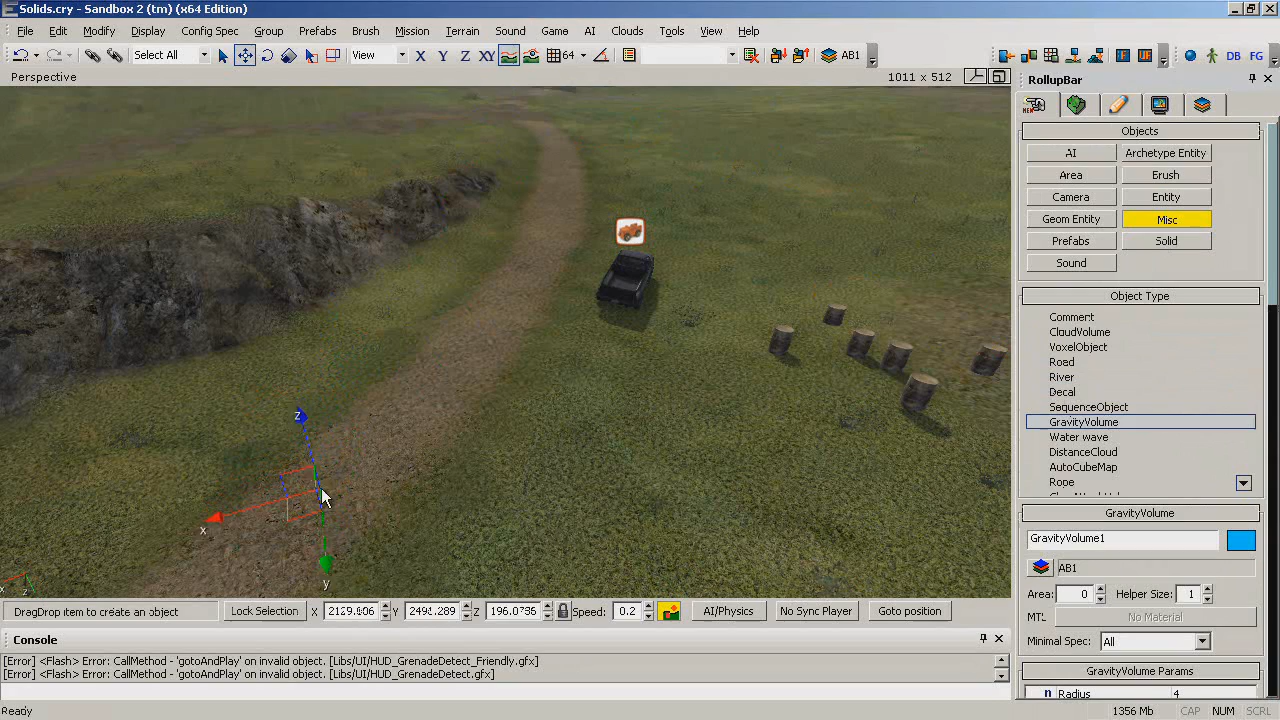 Solids.cry - Sandbox 2 (tm) (x64 Edition)
File Edit View Modify Display Config Spec Group Prefabs Brush Mission Terrain Sound Game AI Clouds Tools View Help
Select All View X Y Z XY 64 AB1 DB FG
Perspective 1011 x 512
RollupBar
NEW
Objects
AI Archetype Entity
Area Brush
Camera Entity
Geom Entity Misc
Prefabs Solid
Sound
Object Type
Comment
CloudVolume
VoxelObject
Road
River
Decal
SequenceObject
GravityVolume
Water wave
DistanceCloud
AutoCubeMap
Rope
GravityVolume
GravityVolume1
AB1
Area: 0 Helper Size: 1
MTL No Material
Minimal Spec: All
GravityVolume Params
n Radius 4
z
x
y
x z
DragDrop item to create an object Lock Selection X 2129.606 Y 2491.289 Z 196.0736 Speed: 0.2 AI/Physics No Sync Player Goto position
Console
[Error] <Flash> Error: CallMethod - 'gotoAndPlay' on invalid object. [Libs/UI/HUD_GrenadeDetect_Friendly.gfx]
[Error] <Flash> Error: CallMethod - 'gotoAndPlay' on invalid object. [Libs/UI/HUD_GrenadeDetect.gfx]
Ready 1356 Mb CAP NUM SCRL